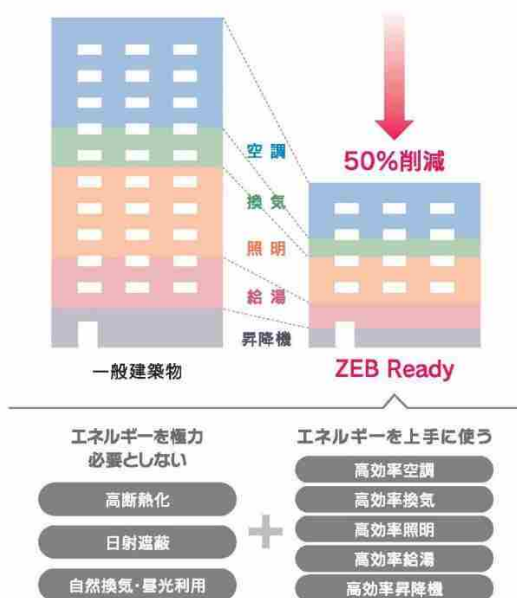 空調
50%削減
換気
照明
給湯
昇降機
一般建築物
ZEB Ready
エネルギーを極力
必要としない
高断熱化
日射遮蔽
自然換気・昼光利用
+
エネルギーを上手に使う
高効率空調
高効率換気
高効率照明
高効率給湯
高効率昇降機